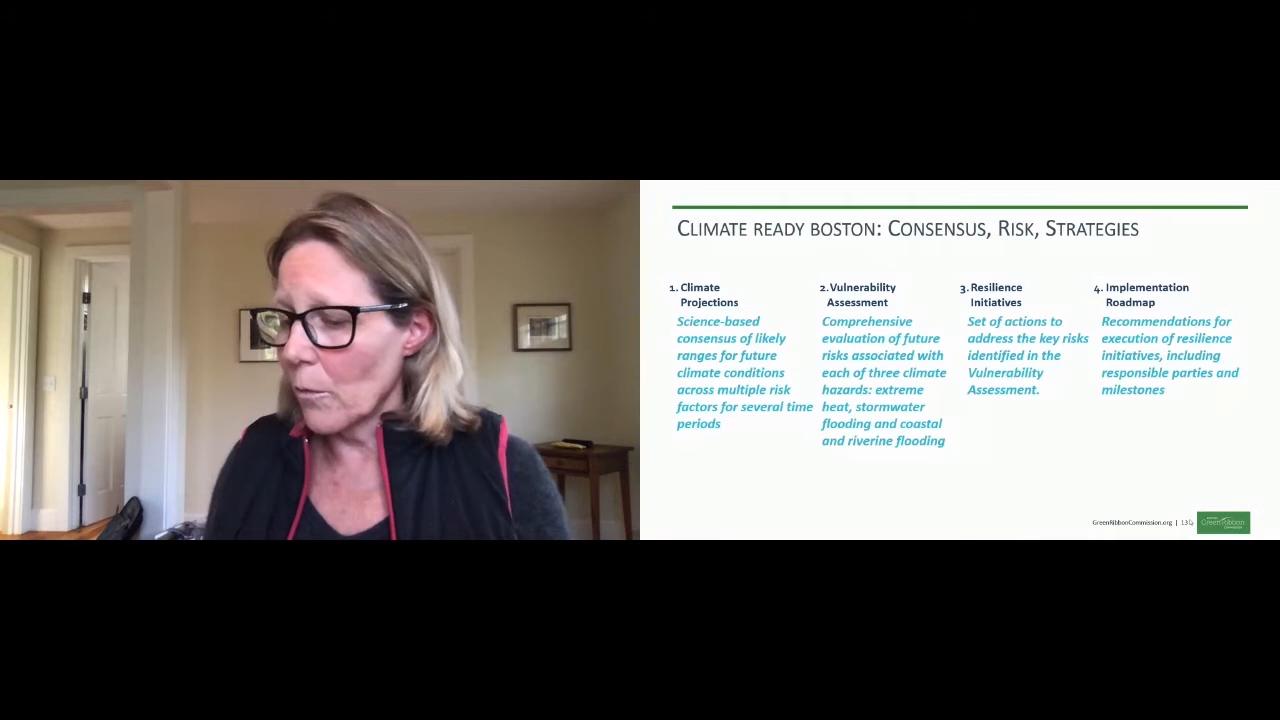 CLIMATE READY BOSTON: CONSENSUS, RISK, STRATEGIES
1. Climate
Projections
Science-based
consensus of likely
ranges for future
climate conditions
across multiple risk
factors for several time
periods
2. Vulnerability
Assessment
Comprehensive
evaluation of future
risks associated with
each of three climate
hazards: extreme
heat, stormwater
flooding and coastal
and riverine flooding
3. Resilience
Initiatives
Set of actions to
address the key risks
identified in the
Vulnerability
Assessment.
4. Implementation
Roadmap
Recommendations for
execution of resilience
initiatives, including
responsible parties and
milestones
GreenRibbonCommission.org | 13
GreenRibbon